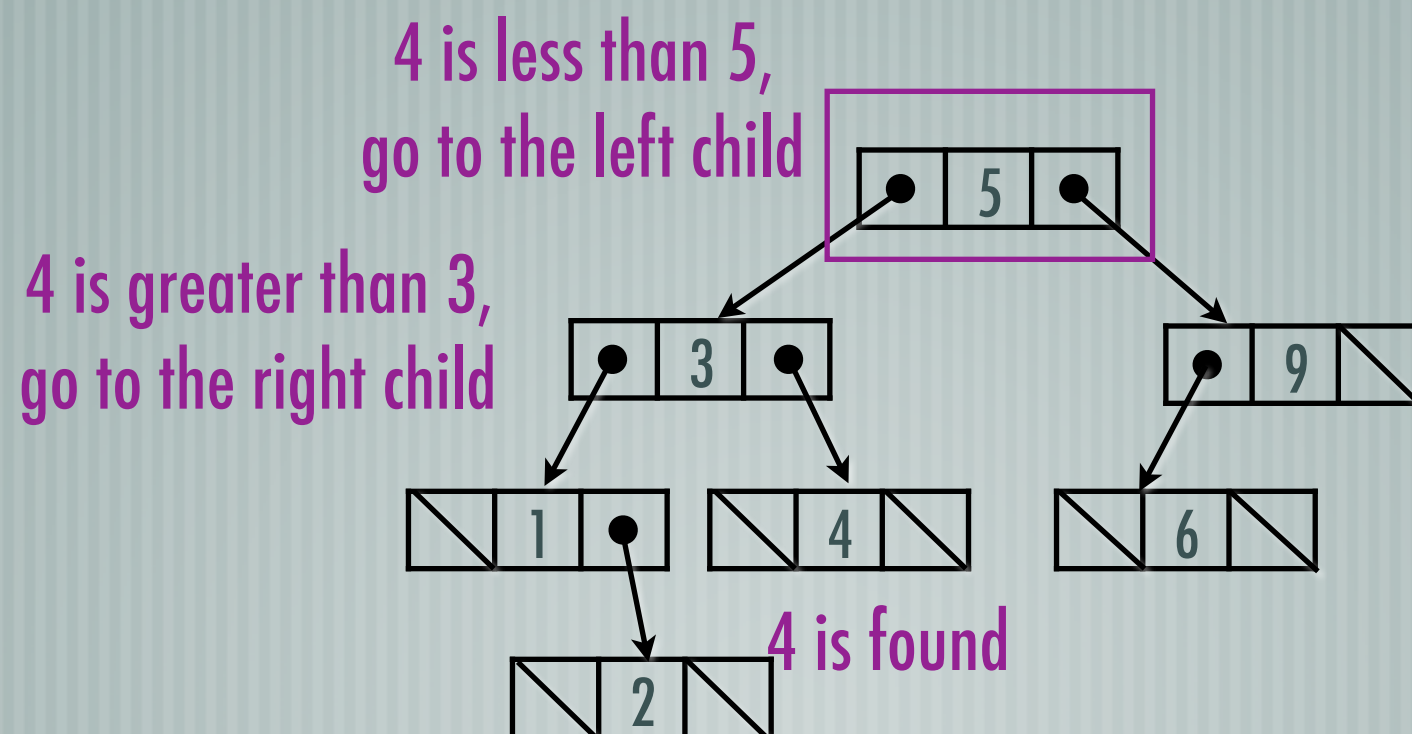 4 is less than 5,
go to the left child
5
4 is greater than 3,
go to the right child
3
9
1
4
6
4 is found
2